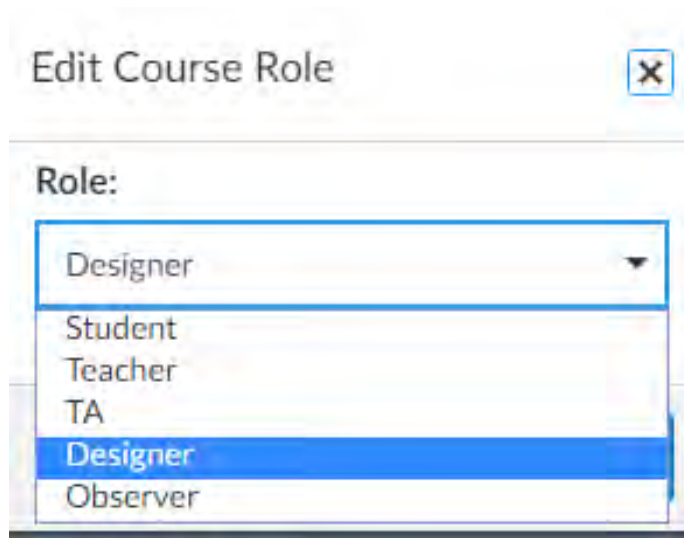 Edit Course Role
Role:
Designer
Student
Teacher
TA
Designer
Observer